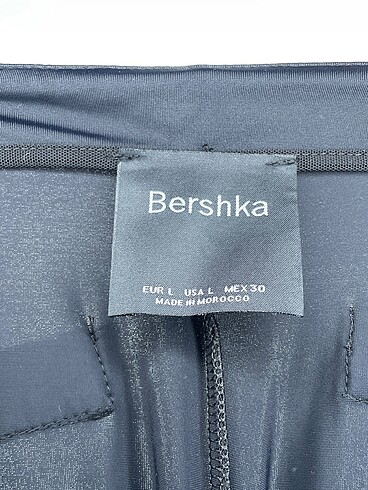 Bershka
EUR L USA L MEX 30
MADE IN MOROCCO